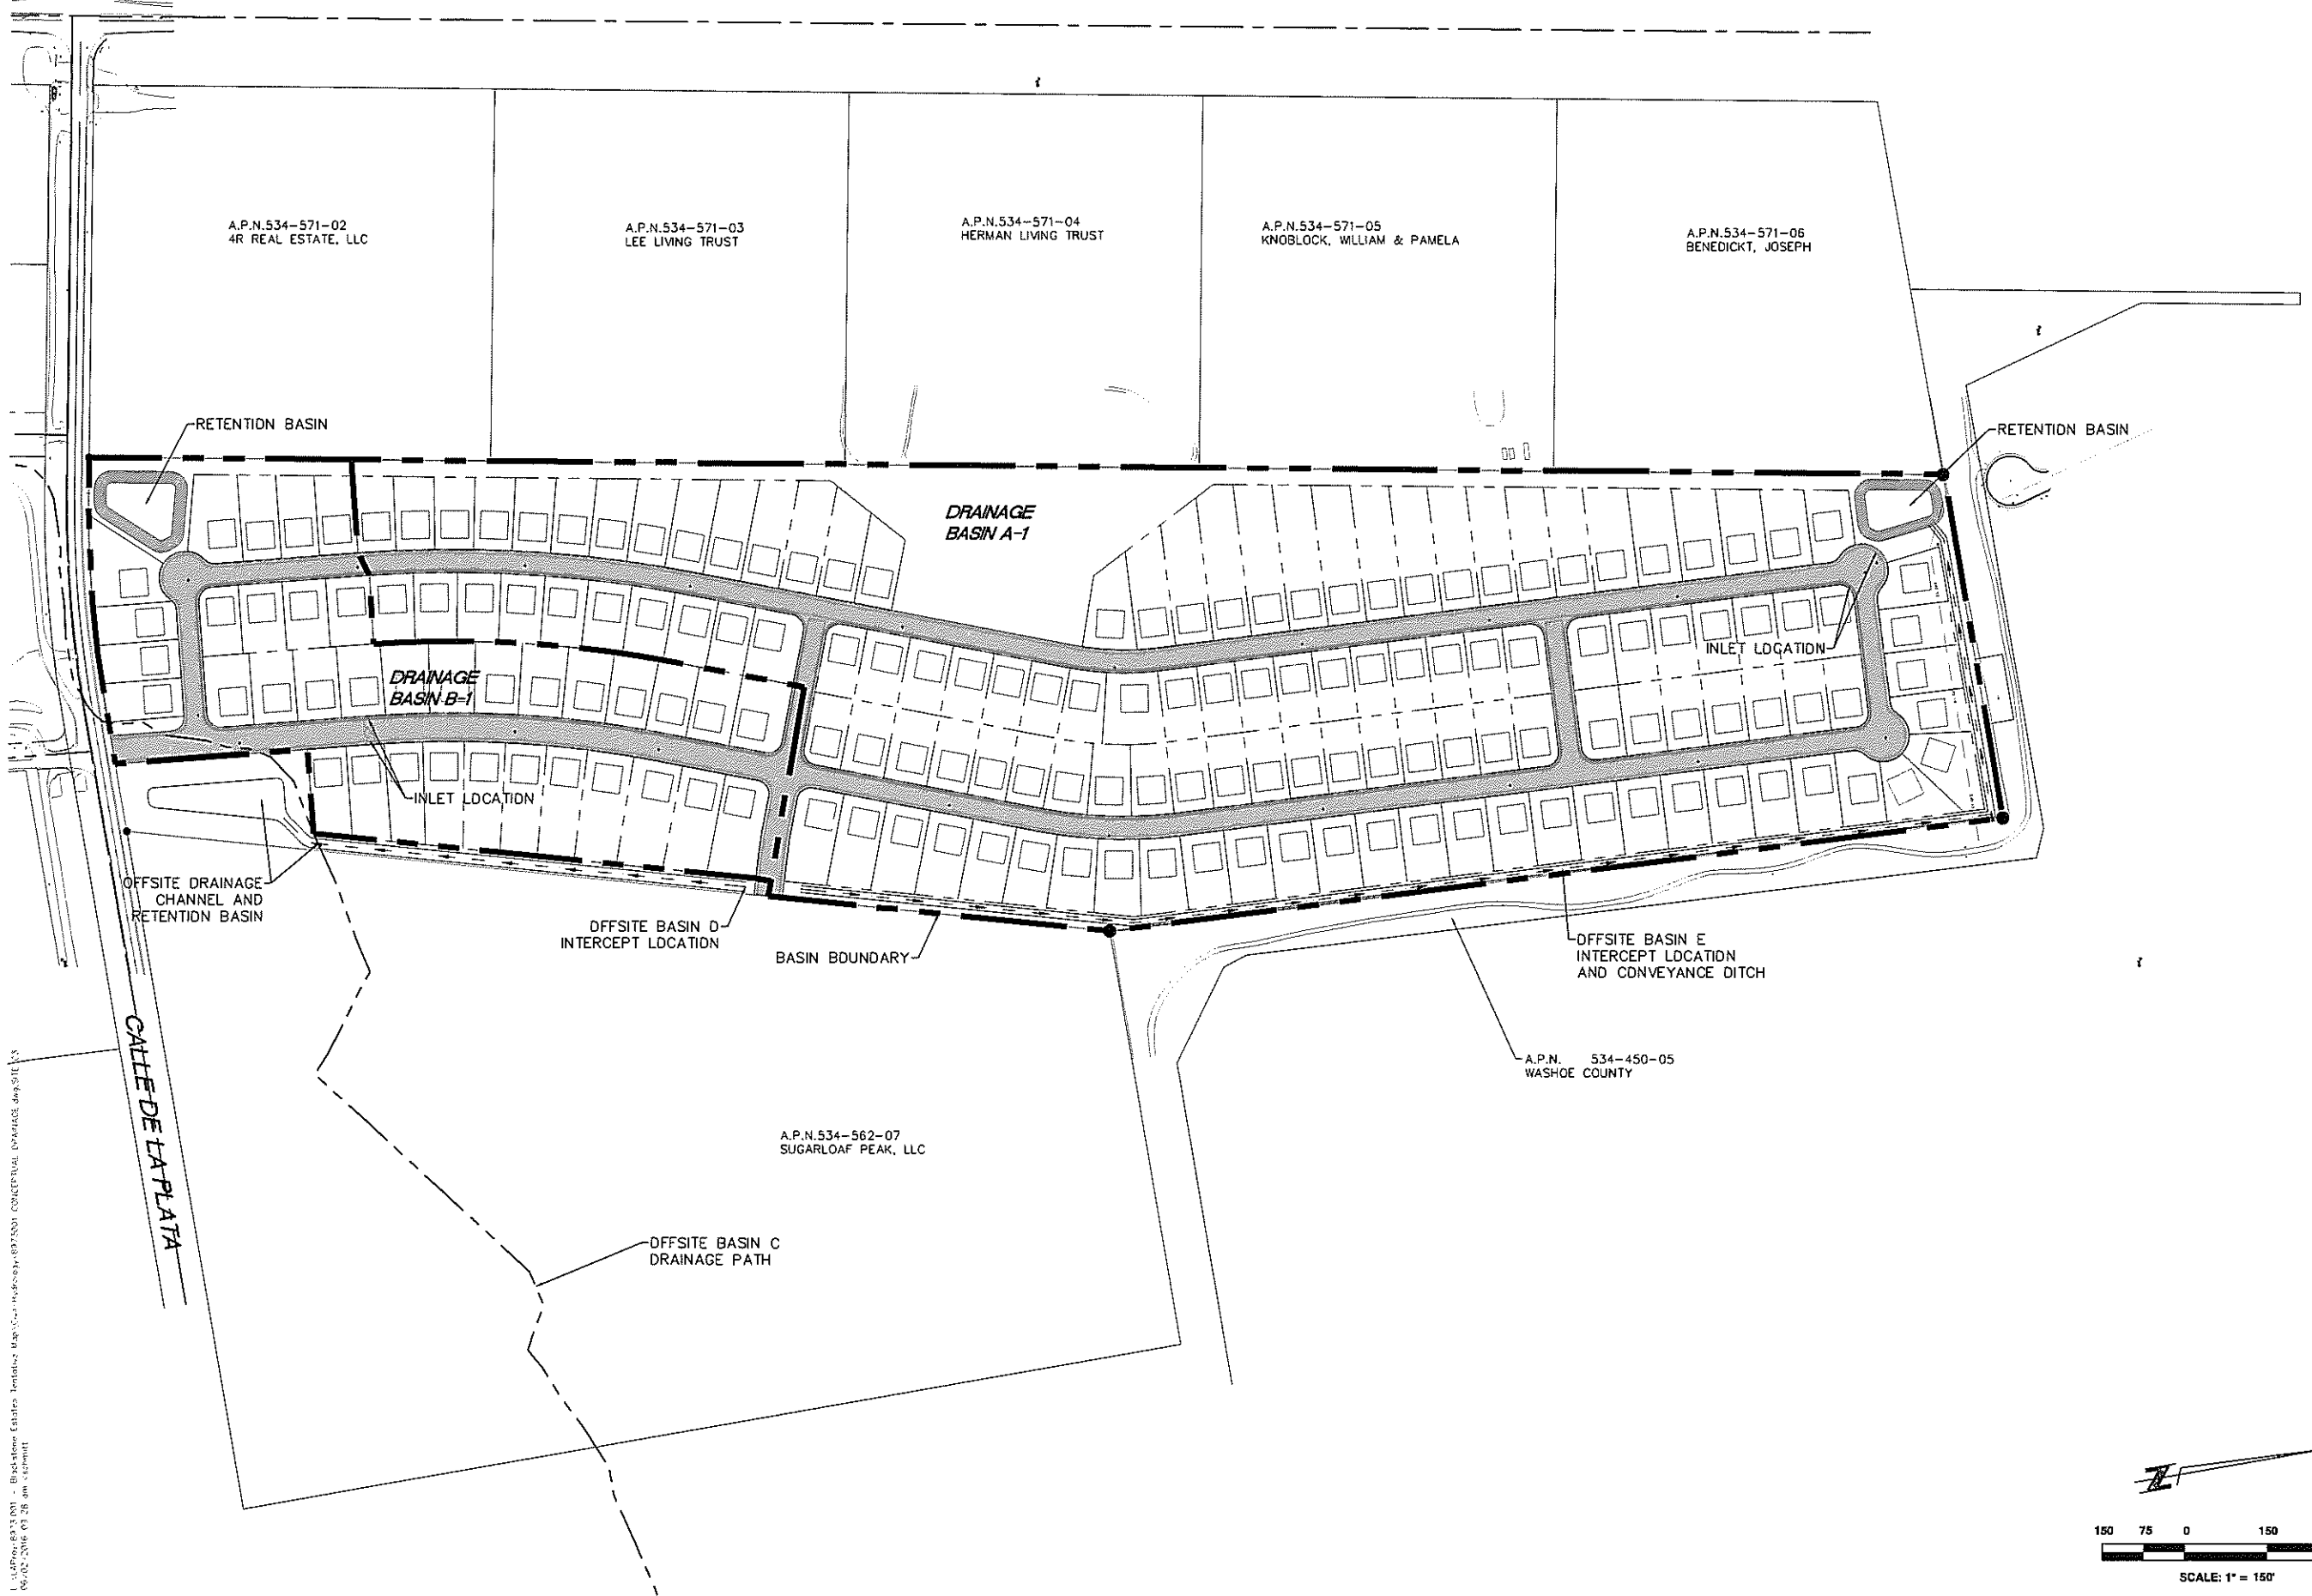 A.P.N.534-571-02
4R REAL ESTATE, LLC
A.P.N.534-571-03
LEE LIVING TRUST
A.P.N.534-571-04
HERMAN LIVING TRUST
A.P.N.534-571-05
KNOBLOCK, WILLIAM & PAMELA
A.P.N.534-571-06
BENEDICKT, JOSEPH
RETENTION BASIN
RETENTION BASIN
DRAINAGE
BASIN A-1
INLET LOCATION
DRAINAGE
BASIN B-1
INLET LOCATION
OFFSITE DRAINAGE
CHANNEL AND
RETENTION BASIN
OFFSITE BASIN D
INTERCEPT LOCATION
BASIN BOUNDARY
OFFSITE BASIN E
INTERCEPT LOCATION
AND CONVEYANCE DITCH
A.P.N. 534-450-05
WASHOE COUNTY
CALLE DE LA PLATA
A.P.N.534-562-07
SUGARLOAF PEAK, LLC
OFFSITE BASIN C
DRAINAGE PATH
Z
150 75 0 150
SCALE: 1" = 150'